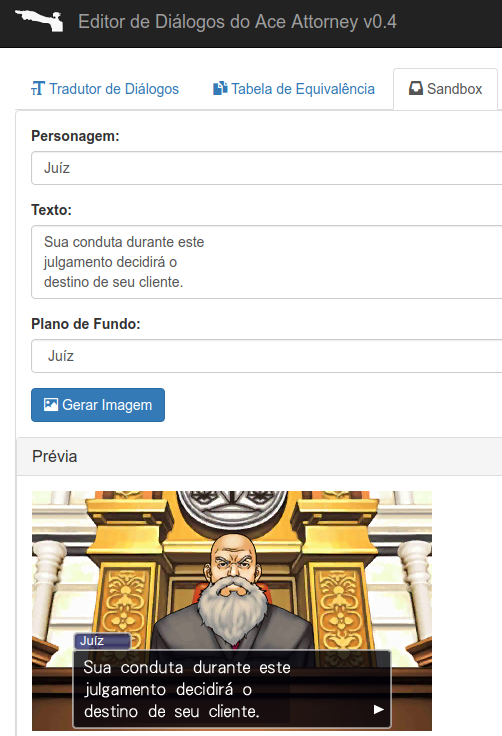 Editor de Diálogos do Ace Attorney v0.4
Tradutor de Diálogos Tabela de Equivalência Sandbox
Personagem:
Juíz
Texto:
Sua conduta durante este
julgamento decidirá o
destino de seu cliente.
Plano de Fundo:
Juíz
Gerar Imagem
Prévia
Juíz
Sua conduta durante este
julgamento decidirá o
destino de seu cliente.